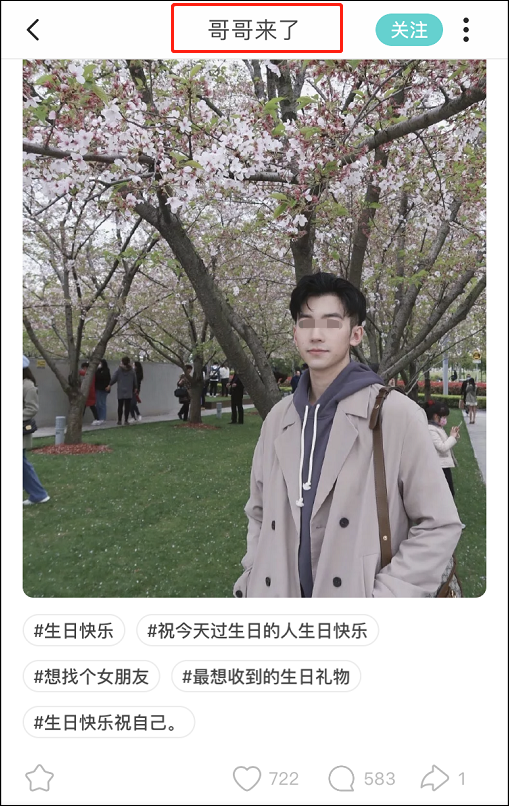 哥哥来了
关注
#生日快乐
#祝今天过生日的人生日快乐
#想找个女朋友
#最想收到的生日礼物
#生日快乐祝自己。
722
583
1